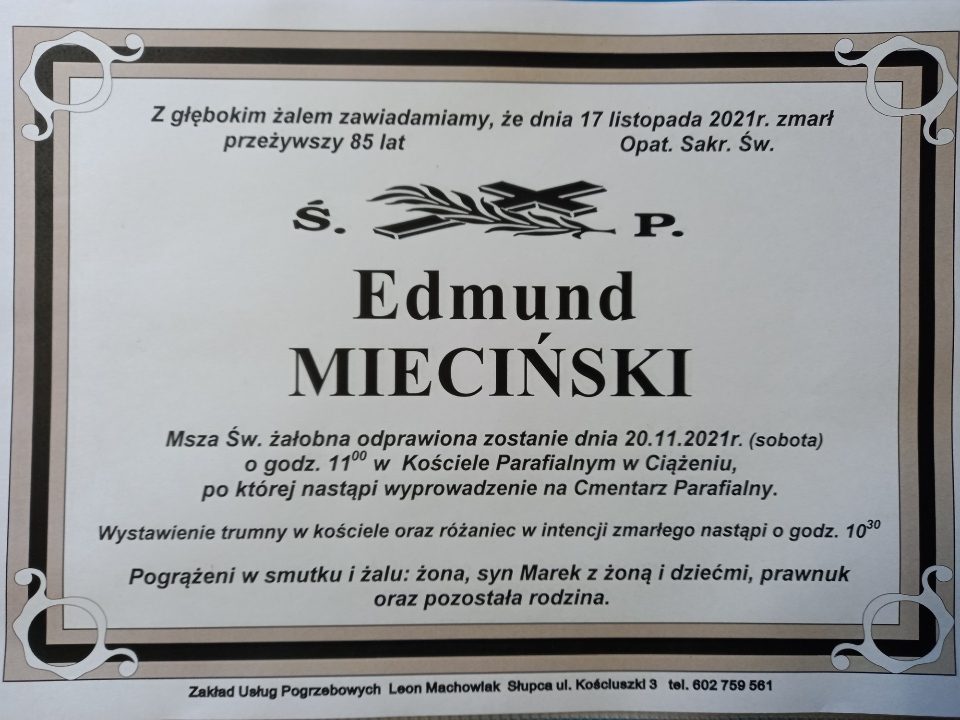 Z głębokim żalem zawiadamiamy, że dnia 17 listopada 2021r. zmarł
przeżywszy 85 lat Opat. Sakr. Św.
Ś. P.
Edmund
MIECIŃSKI
Msza Św. żałobna odprawiona zostanie dnia 20.11.2021r. (sobota)
o godz. 11⁰⁰ w Kościele Parafialnym w Ciążeniu,
po której nastąpi wyprowadzenie na Cmentarz Parafialny.
Wystawienie trumny w kościele oraz różaniec w intencji zmarłego nastąpi o godz. 10³⁰
Pogrążeni w smutku i żalu: żona, syn Marek z żoną i dziećmi, prawnuk
oraz pozostała rodzina.
Zakład Usług Pogrzebowych Leon Machowiak Słupca ul. Kościuszki 3 tel. 602 759 561